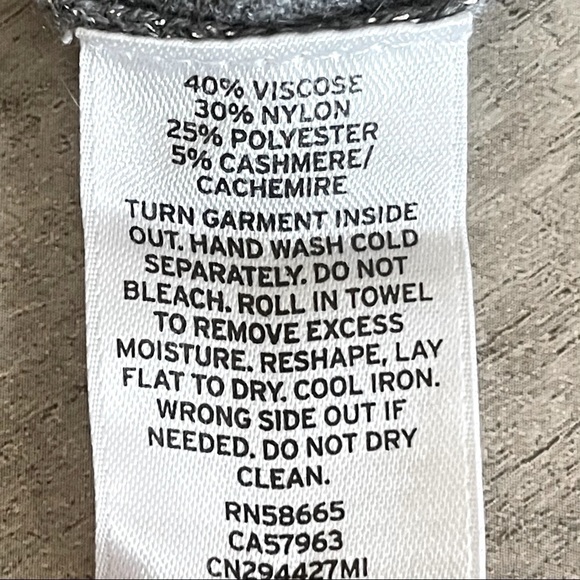 40% VISCOSE
30% NYLON
25% POLYESTER
5% CASHMERE/
CACHEMIRE
TURN GARMENT INSIDE
OUT. HAND WASH COLD
SEPARATELY. DO NOT
BLEACH. ROLL IN TOWEL
TO REMOVE EXCESS
MOISTURE. RESHAPE, LAY
FLAT TO DRY. COOL IRON.
WRONG SIDE OUT IF
NEEDED. DO NOT DRY
CLEAN.
RN58665
CA57963
CN294427MI